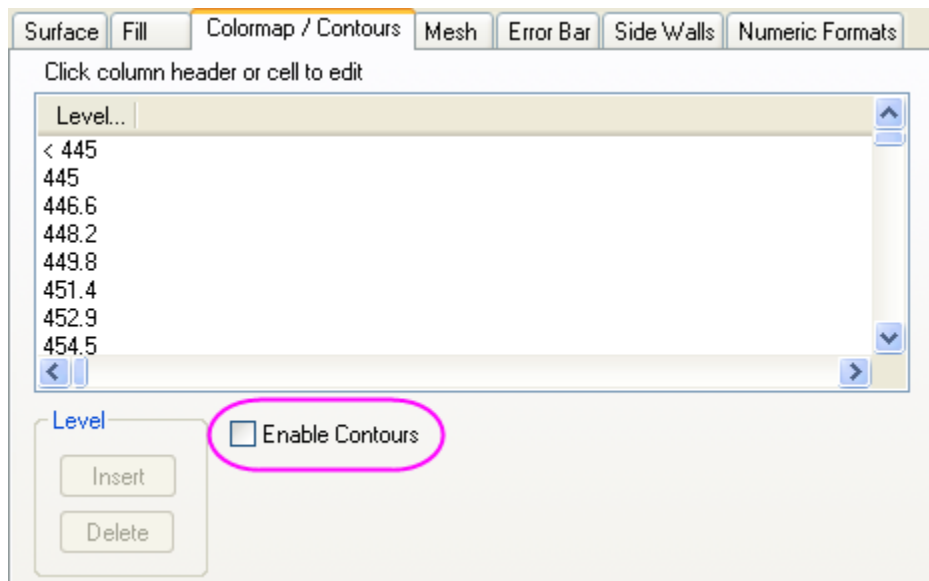 Surface Fill Colormap / Contours Mesh Error Bar Side Walls Numeric Formats
Click column header or cell to edit
Level...
< 445
445
446.6
448.2
449.8
451.4
452.9
454.5
Level
Enable Contours
Insert
Delete